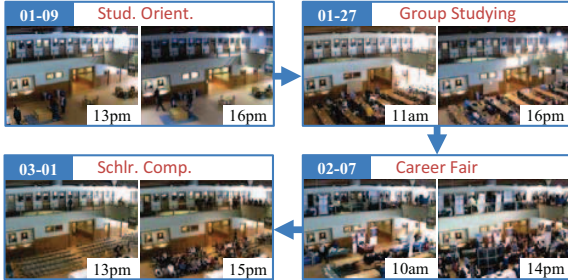 01-09 Stud. Orient.
13pm 16pm
01-27 Group Studying
11am 16pm
02-07 Career Fair
10am 14pm
03-01 Schlr. Comp.
13pm 15pm